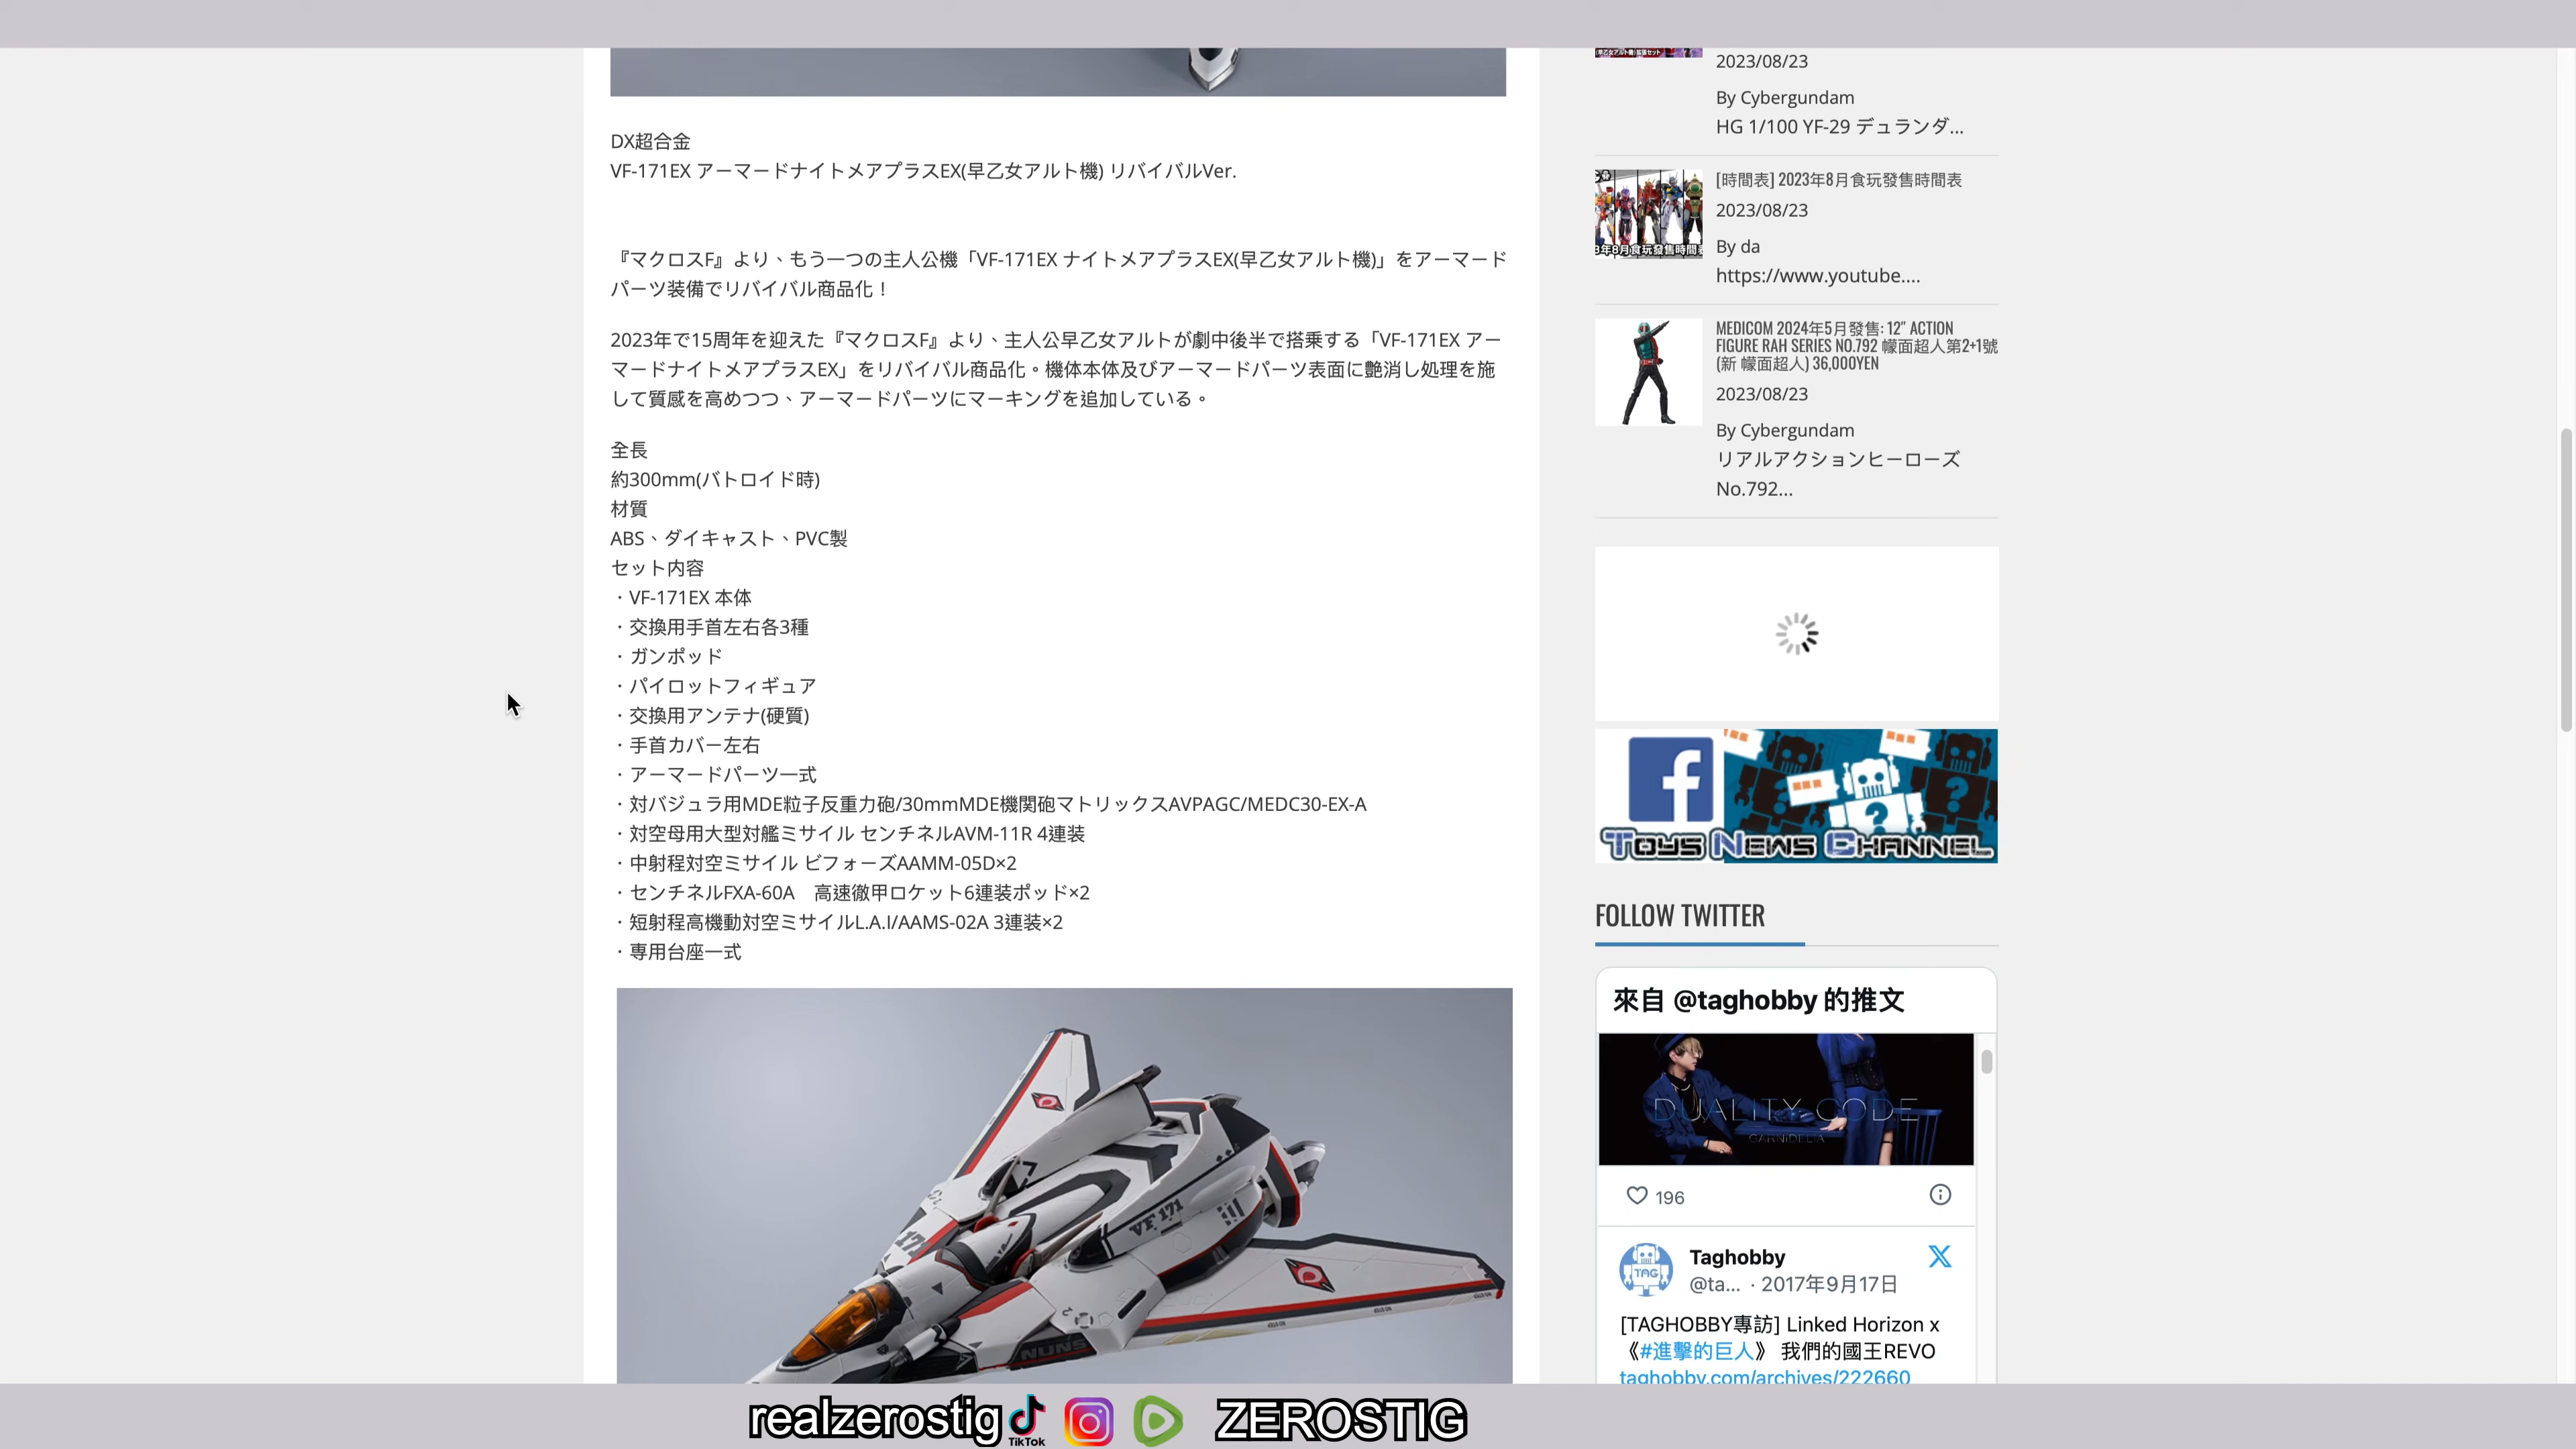 DX超合金
VF-171EX アーマードナイトメアプラスEX(早乙女アルト機) リバイバルVer.
『マクロスF』より、もう一つの主人公機「VF-171EX ナイトメアプラスEX(早乙女アルト機)」をアーマード
パーツ装備でリバイバル商品化！
2023年で15周年を迎えた『マクロスF』より、主人公早乙女アルトが劇中後半で搭乗する「VF-171EX アー
マードナイトメアプラスEX」をリバイバル商品化。機体本体及びアーマードパーツ表面に艶消し処理を施
して質感を高めつつ、アーマードパーツにマーキングを追加している。
全長
約300mm(バトロイド時)
材質
ABS、ダイキャスト、PVC製
セット内容
・VF-171EX 本体
・交換用手首左右各3種
・ガンポッド
・パイロットフィギュア
・交換用アンテナ(硬質)
・手首カバー左右
・アーマードパーツ一式
・対バジュラ用MDE粒子反重力砲/30mmMDE機関砲マトリックスAVPAGC/MEDC30-EX-A
・対空母用大型対艦ミサイル センチネルAVM-11R 4連装
・中射程対空ミサイル ビフォーズAAMM-05D×2
・センチネルFXA-60A　高速徹甲ロケット6連装ポッド×2
・短射程高機動対空ミサイルL.A.I/AAMS-02A 3連装×2
・専用台座一式
VF 171
171
NUNS
2023/08/23
By Cybergundam
HG 1/100 YF-29 デュランダ...
[時間表] 2023年8月食玩發售時間表
2023/08/23
By da
https://www.youtube....
MEDICOM 2024年5月發售: 12" ACTION
FIGURE RAH SERIES NO.792 幪面超人第2+1號
(新 幪面超人) 36,000YEN
2023/08/23
By Cybergundam
リアルアクションヒーローズ
No.792...
TOYS NEWS CHANNEL
FOLLOW TWITTER
來自 @taghobby 的推文
DUALITY CODE
GARNiDELiA
196
Taghobby
@ta... · 2017年9月17日
TAG
[TAGHOBBY專訪] Linked Horizon x
《#進擊的巨人》 我們的國王REVO
taghobby.com/archives/222660
realzerostig
TikTok
ZEROSTIG